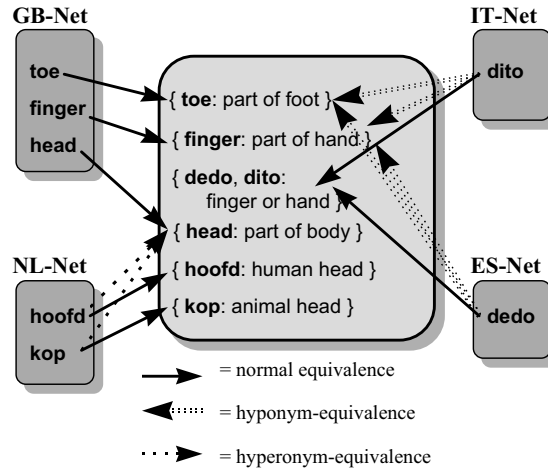 GB-Net
IT-Net
toe
finger
head
{ toe: part of foot }
{ finger: part of hand }
{ dedo, dito:
finger or hand }
{ head: part of body }
{ hoofd: human head }
{ kop: animal head }
dito
NL-Net
ES-Net
hoofd
kop
dedo
= normal equivalence
= hyponym-equivalence
= hyperonym-equivalence